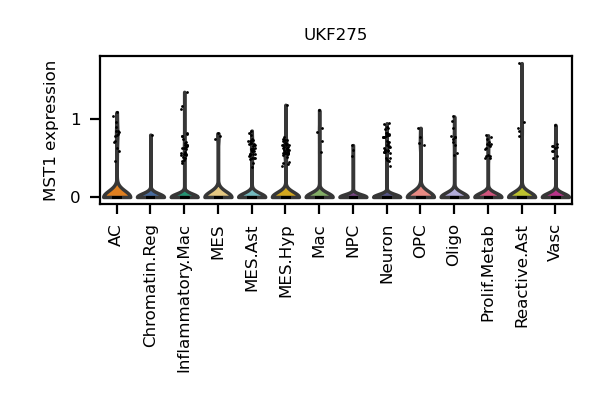 UKF275
MST1 expression
1
0
AC
Chromatin.Reg
Inflammatory.Mac
MES
MES.Ast
MES.Hyp
Mac
NPC
Neuron
OPC
Oligo
Prolif.Metab
Reactive.Ast
Vasc